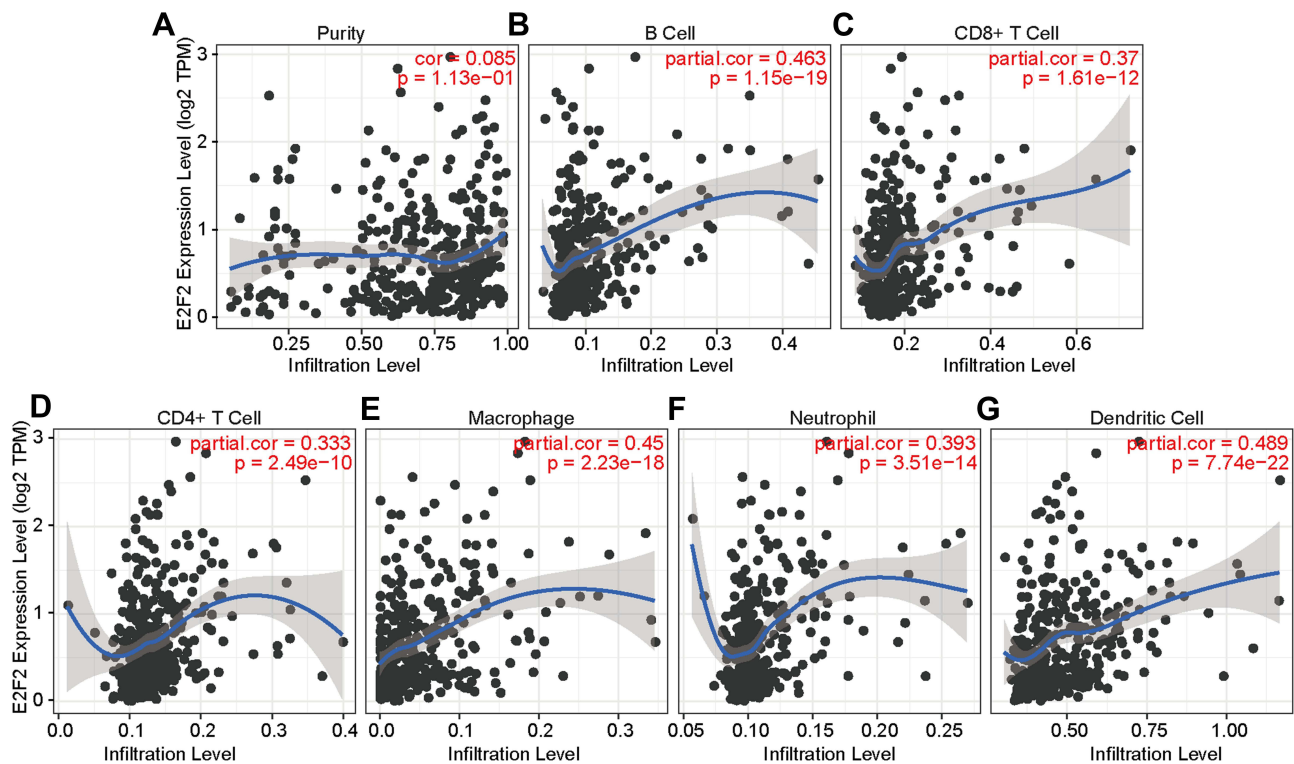 A
Purity
cor = 0.085
p = 1.13e−01
E2F2 Expression Level (log2 TPM)
3
2
1
0
0.25
0.50
0.75
1.00
Infiltration Level
B
B Cell
partial.cor = 0.463
p = 1.15e−19
0.1
0.2
0.3
0.4
Infiltration Level
C
CD8+ T Cell
partial.cor = 0.37
p = 1.61e−12
0.2
0.4
0.6
Infiltration Level
D
CD4+ T Cell
partial.cor = 0.333
p = 2.49e−10
E2F2 Expression Level (log2 TPM)
3
2
1
0
0.0
0.1
0.2
0.3
0.4
Infiltration Level
E
Macrophage
partial.cor = 0.45
p = 2.23e−18
0.0
0.1
0.2
0.3
Infiltration Level
F
Neutrophil
partial.cor = 0.393
p = 3.51e−14
0.05
0.10
0.15
0.20
0.25
Infiltration Level
G
Dendritic Cell
partial.cor = 0.489
p = 7.74e−22
0.50
0.75
1.00
Infiltration Level